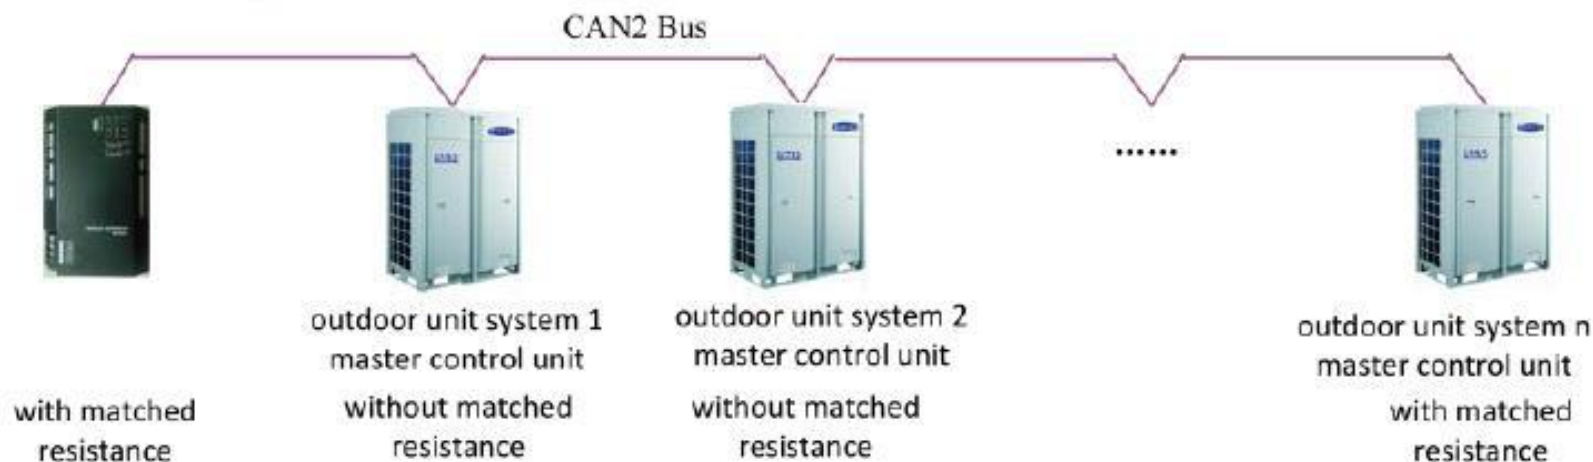 CAN2 Bus
......
outdoor unit system 1
master control unit
outdoor unit system 2
master control unit
outdoor unit system n
master control unit
with matched
resistance
without matched
resistance
without matched
resistance
with matched
resistance